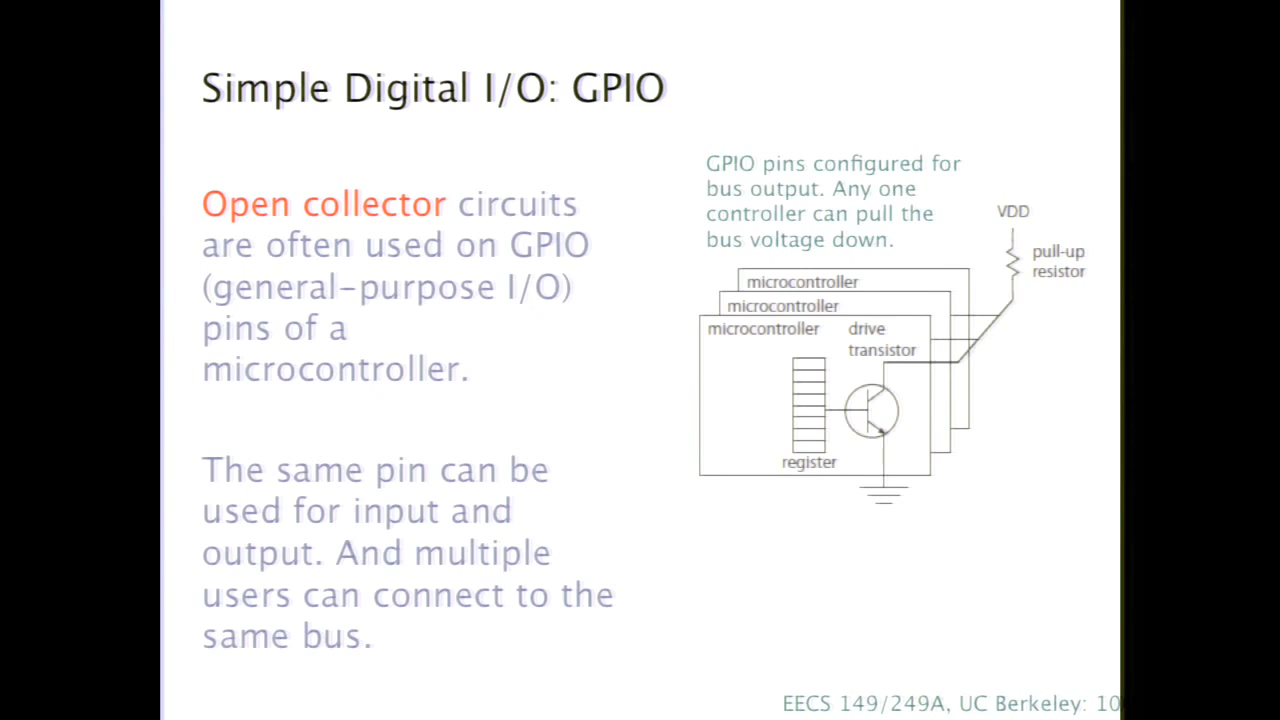 Simple Digital I/O: GPIO
Open collector circuits
are often used on GPIO
(general-purpose I/O)
pins of a
microcontroller.
The same pin can be
used for input and
output. And multiple
users can connect to the
same bus.
GPIO pins configured for
bus output. Any one
controller can pull the
bus voltage down.
VDD
pull-up
resistor
microcontroller
microcontroller
microcontroller
drive
transistor
register
EECS 149/249A, UC Berkeley: 10